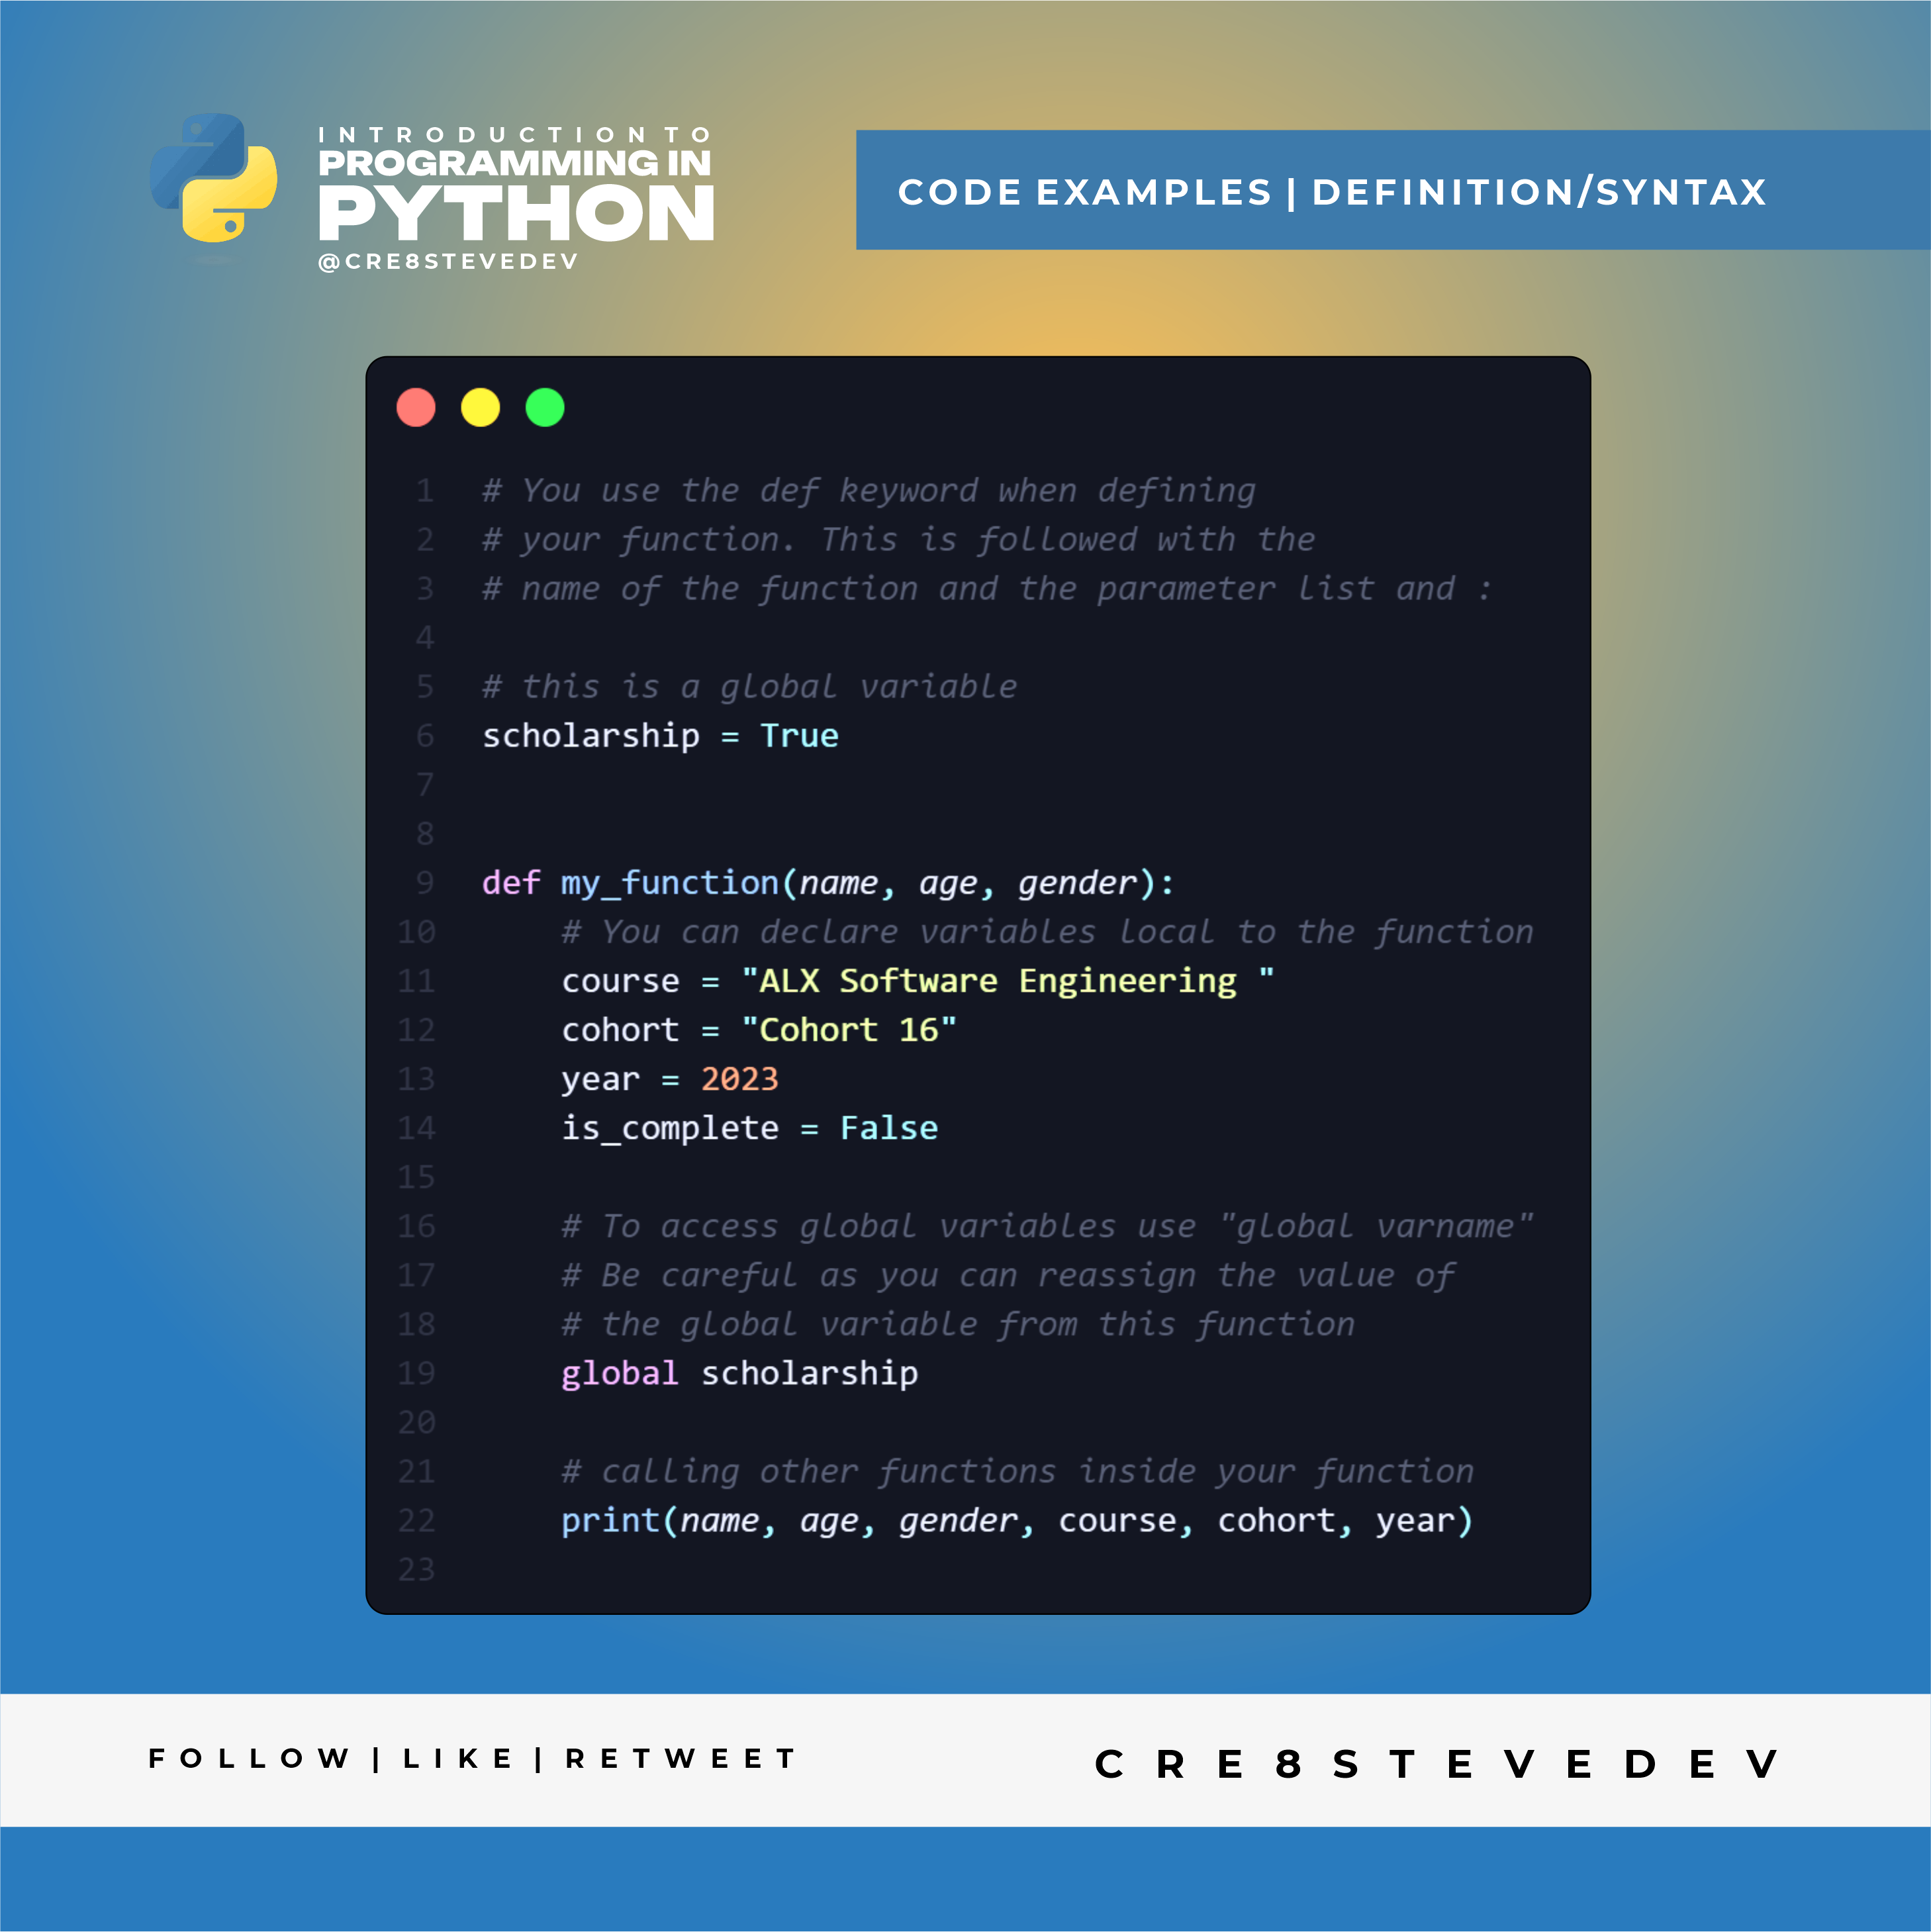 INTRODUCTION TO
PROGRAMMING IN
PYTHON
@CRE8STEVEDEV
CODE EXAMPLES | DEFINITION/SYNTAX
1 # You use the def keyword when defining
2 # your function. This is followed with the
3 # name of the function and the parameter list and :
4
5 # this is a global variable
6 scholarship = True
7
8
9 def my_function(name, age, gender):
10     # You can declare variables local to the function
11     course = "ALX Software Engineering "
12     cohort = "Cohort 16"
13     year = 2023
14     is_complete = False
15
16     # To access global variables use "global varname"
17     # Be careful as you can reassign the value of
18     # the global variable from this function
19     global scholarship
20
21     # calling other functions inside your function
22     print(name, age, gender, course, cohort, year)
23
FOLLOW | LIKE | RETWEET
CRE8STEVEDEV